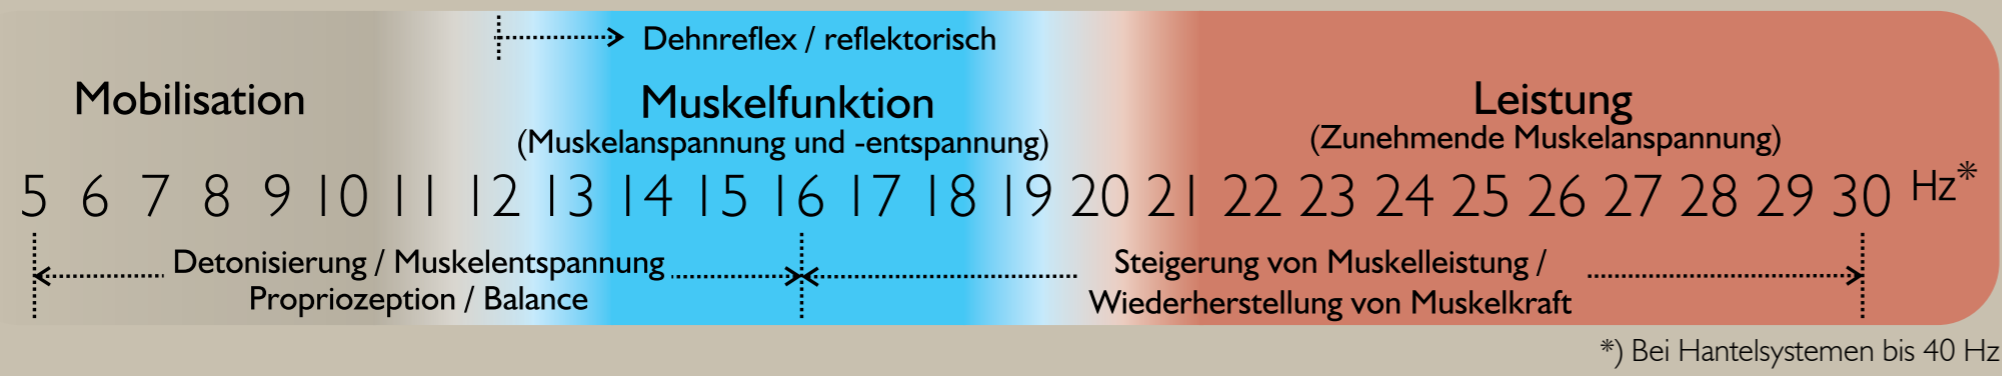 Dehnreflex / reflektorisch
Mobilisation
Muskelfunktion
(Muskelanspannung und -entspannung)
Leistung
(Zunehmende Muskelanspannung)
5 6 7 8 9 10 11 12 13 14 15 16 17 18 19 20 21 22 23 24 25 26 27 28 29 30 Hz*
Detonisierung / Muskelentspannung
Propriozeption / Balance
Steigerung von Muskelleistung /
Wiederherstellung von Muskelkraft
*) Bei Hantelsystemen bis 40 Hz